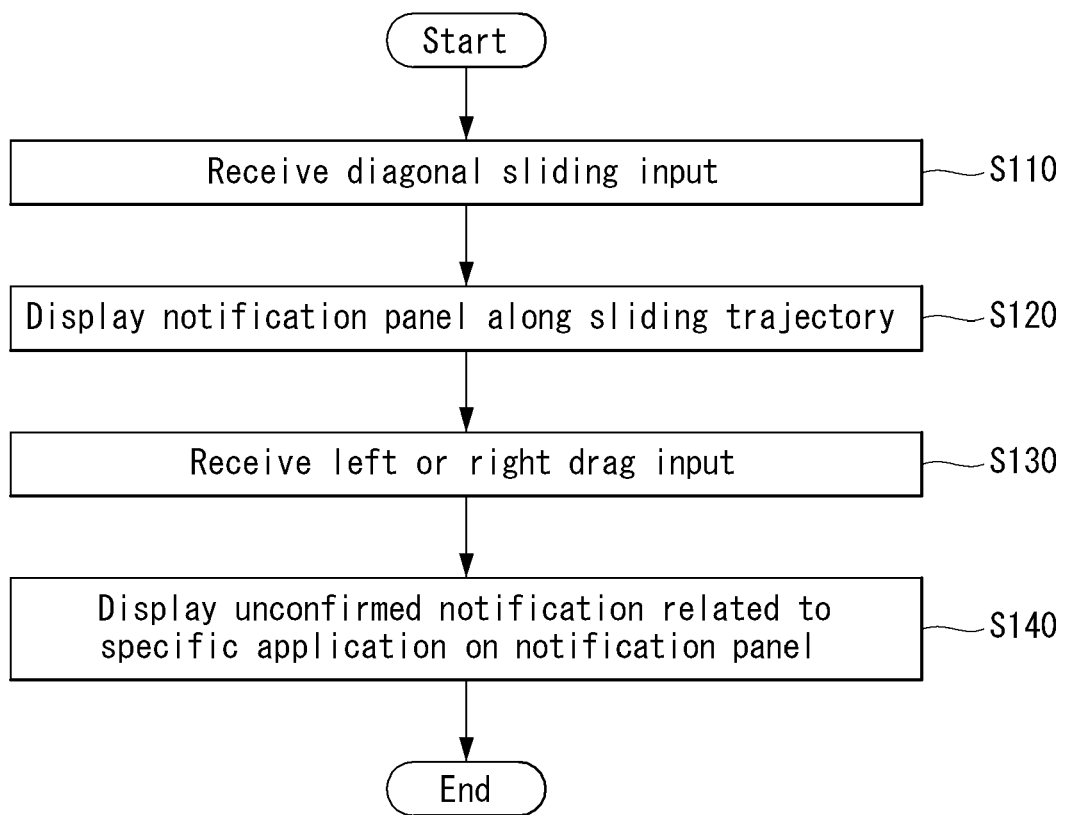 Start
Receive diagonal sliding input
S110
Display notification panel along sliding trajectory
S120
Receive left or right drag input
S130
Display unconfirmed notification related to
specific application on notification panel
S140
End